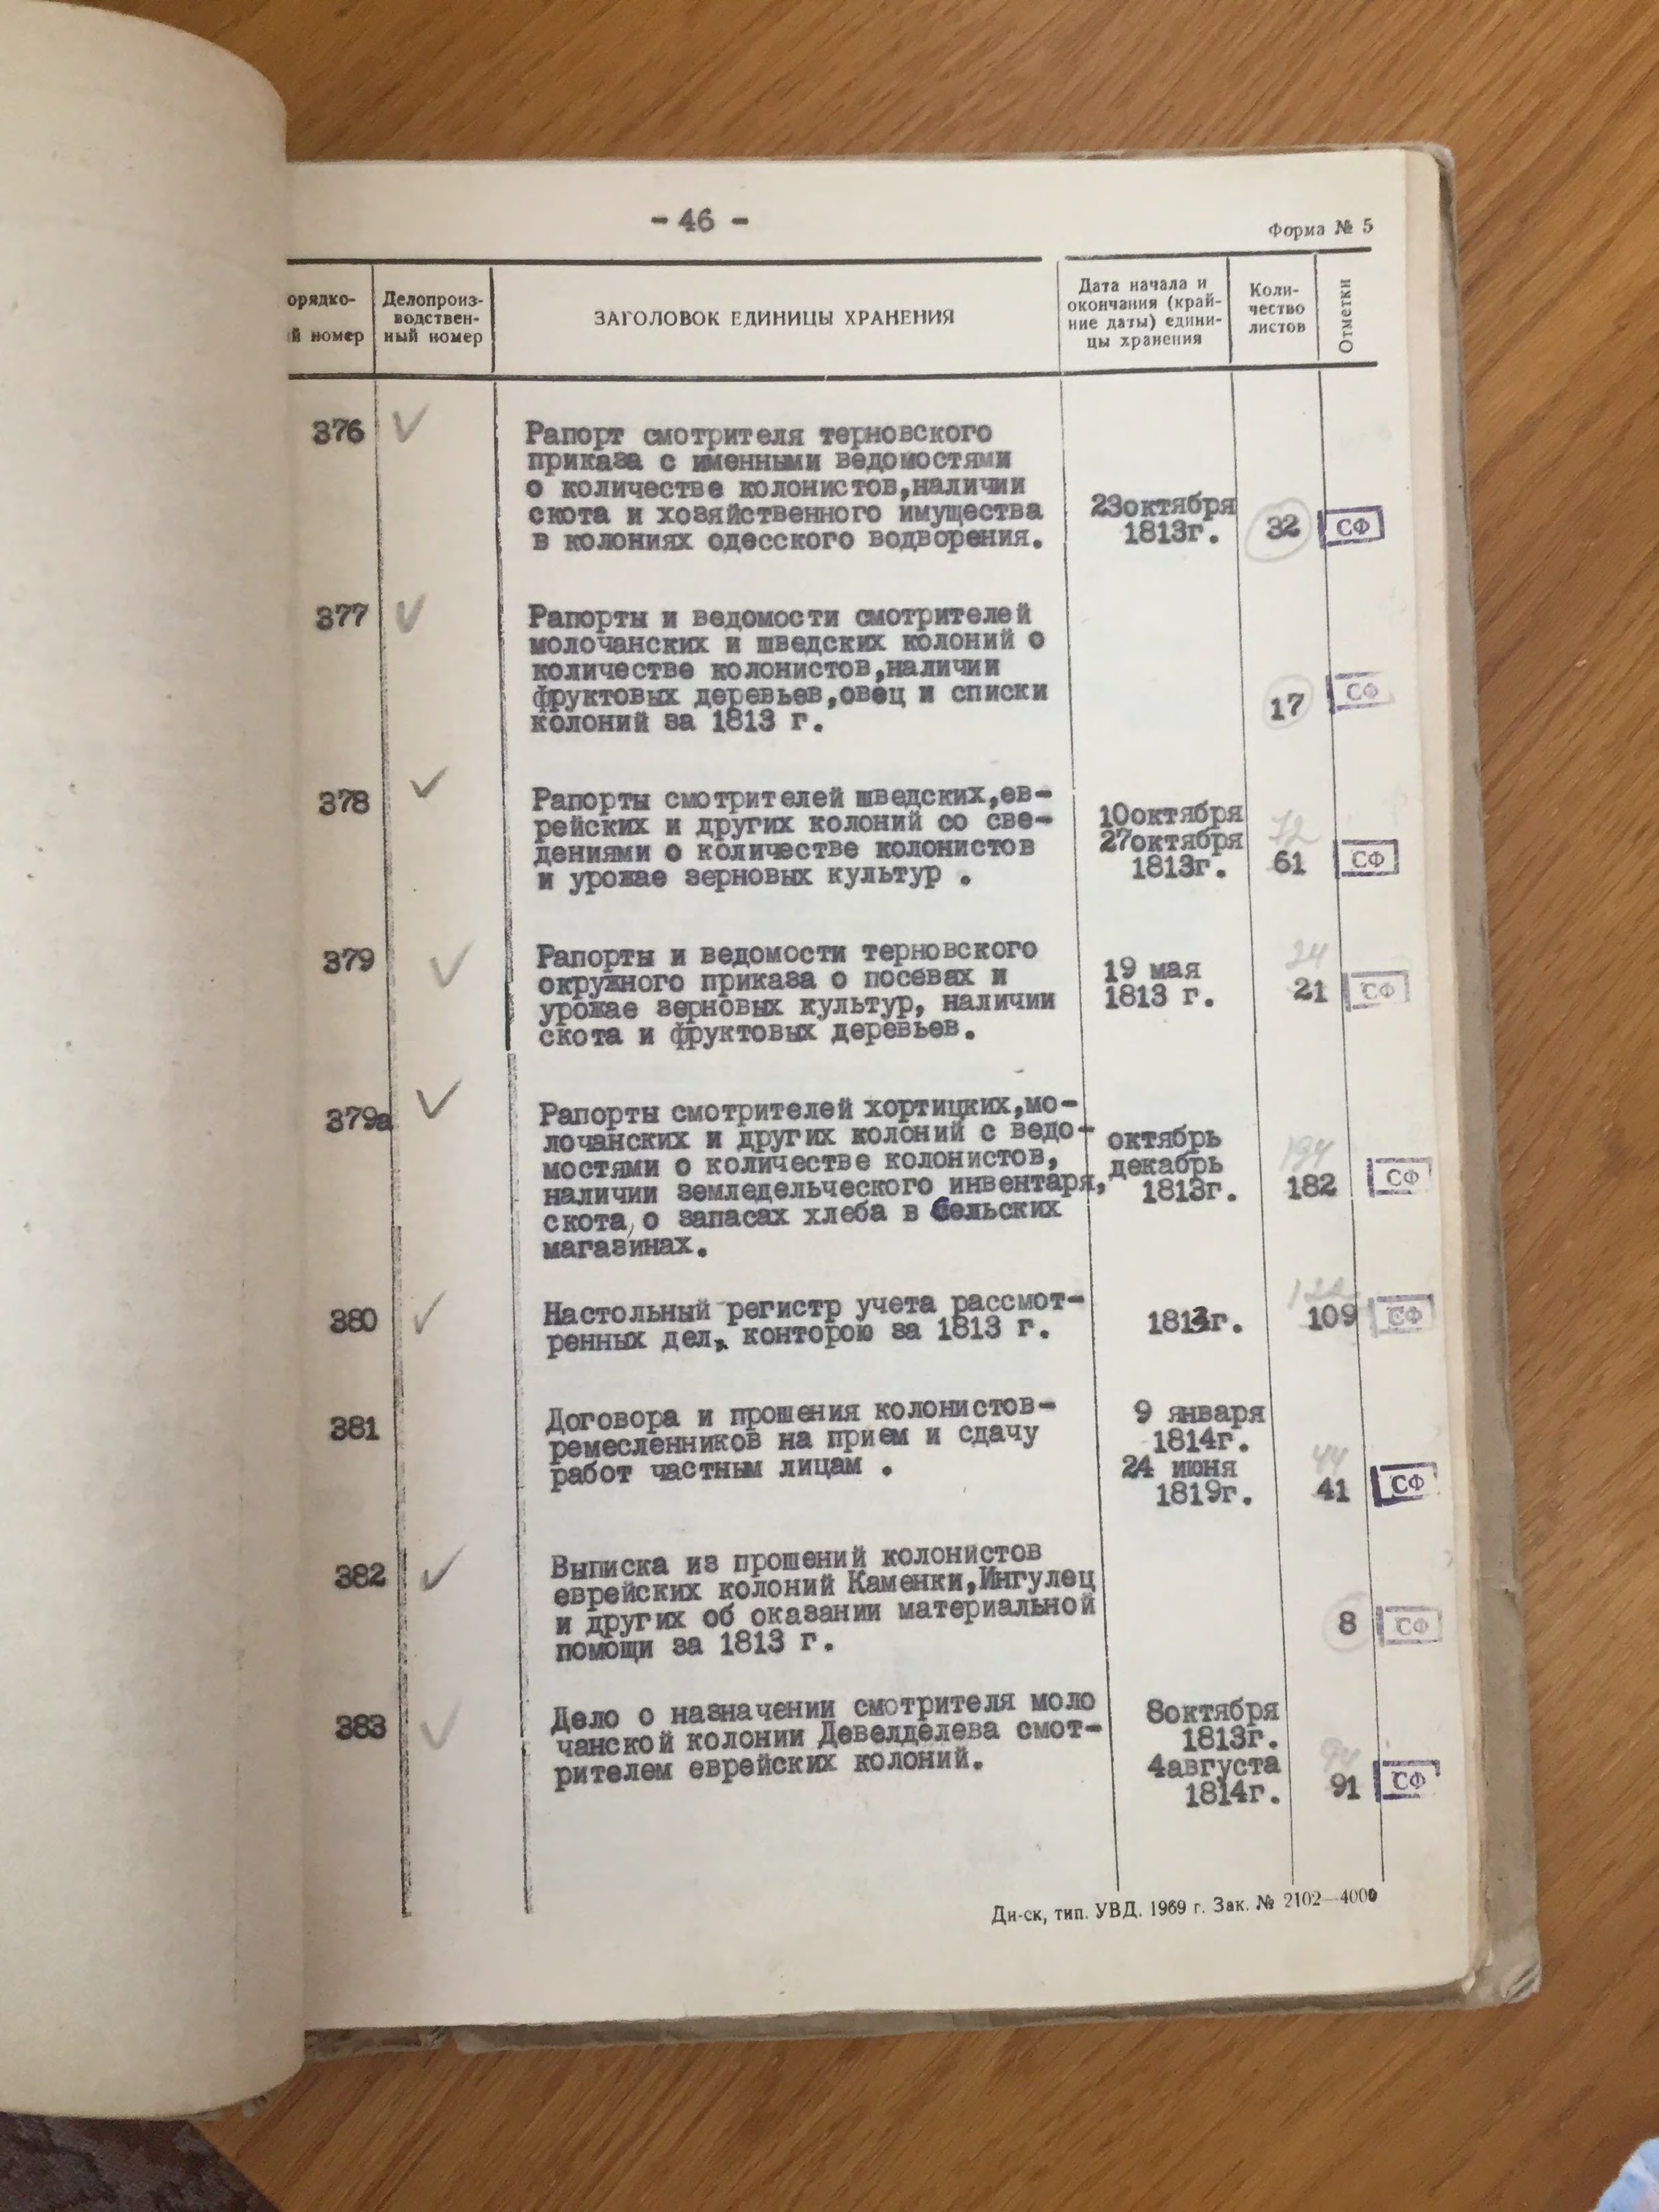 - 46 -
Форма № 5
орядко-
й номер
Делопроиз-
водствен-
ный номер
ЗАГОЛОВОК ЕДИНИЦЫ ХРАНЕНИЯ
Дата начала и
окончания (край-
ние даты) едини-
цы хранения
Коли-
чество
листов
Отметки
376
Рапорт смотрителя терновского
приказа с именными ведомостями
о количестве колонистов,наличии
скота и хозяйственного имущества
в колониях одесского водворения.
23октября
1813г.
32
СФ
377
Рапорты и ведомости смотрителей
молочанских и шведских колоний о
количестве колонистов,наличии
фруктовых деревьев,овец и списки
колоний за 1813 г.
17
СФ
378
Рапорты смотрителей шведских,ев-
рейских и других колоний со све-
дениями о количестве колонистов
и урожае зерновых культур .
10октября
27октября
1813г.
72
61
СФ
379
Рапорты и ведомости терновского
окружного приказа о посевах и
урожае зерновых культур, наличии
скота и фруктовых деревьев.
19 мая
1813 г.
24
21
СФ
379а
Рапорты смотрителей хортицких,мо-
лочанских и других колоний с ведо-
мостями о количестве колонистов,
наличии земледельческого инвентаря,
скота, о запасах хлеба в сельских
магазинах.
октябрь
декабрь
1813г.
194
182
СФ
380
Настольный регистр учета рассмот-
ренных дел, конторою за 1813 г.
1813г.
122
109
СФ
381
Договора и прошения колонистов-
ремесленников на прием и сдачу
работ частным лицам .
9 января
1814г.
24 июня
1819г.
44
41
СФ
382
Выписка из прошений колонистов
еврейских колоний Каменки,Ингулец
и других об оказании материальной
помощи за 1813 г.
8
СФ
383
Дело о назначении смотрителя моло
чанской колонии Девелделева смот-
рителем еврейских колоний.
8октября
1813г.
4августа
1814г.
94
91
СФ
Дн-ск, тип. УВД. 1969 г. Зак. № 2102—4000